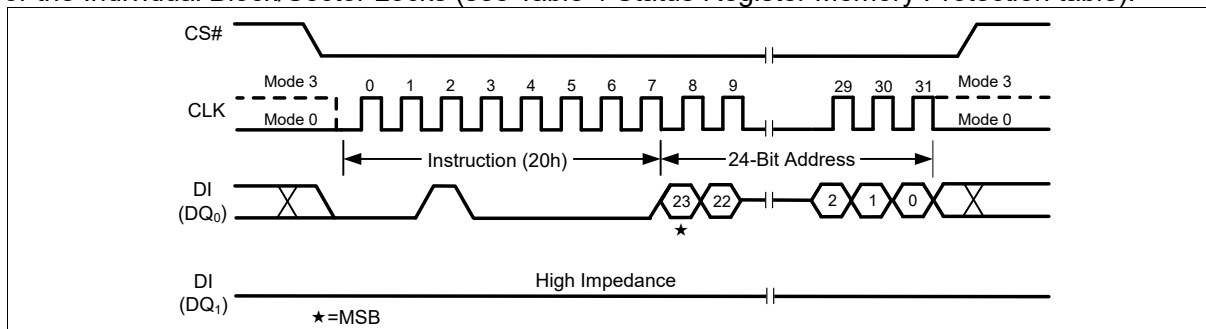 or the Individual Block/Sector Locks (see Table 4 Status Register Memory Protection table).
CS#
Mode 3 0 1 2 3 4 5 6 7 8 9 29 30 31 Mode 3
CLK
Mode 0 Mode 0
Instruction (20h) 24-Bit Address
DI
(DQ0) 23 22 2 1 0
★
High Impedance
DI
(DQ1)
★=MSB